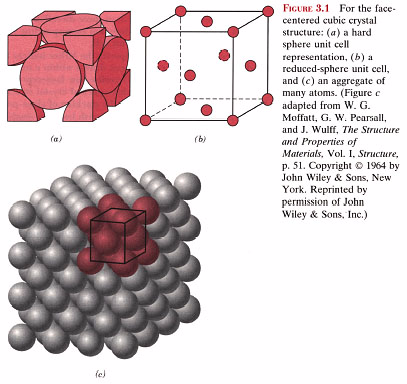 FIGURE 3.1 For the face-
centered cubic crystal
structure: (a) a hard
sphere unit cell
representation, (b) a
reduced-sphere unit cell,
and (c) an aggregate of
many atoms. (Figure c
adapted from W. G.
Moffatt, G. W. Pearsall,
and J. Wulff, The Structure
and Properties of
Materials, Vol. I, Structure,
p. 51. Copyright © 1964 by
John Wiley & Sons, New
York. Reprinted by
permission of John
Wiley & Sons, Inc.)
(a)
(b)
(c)